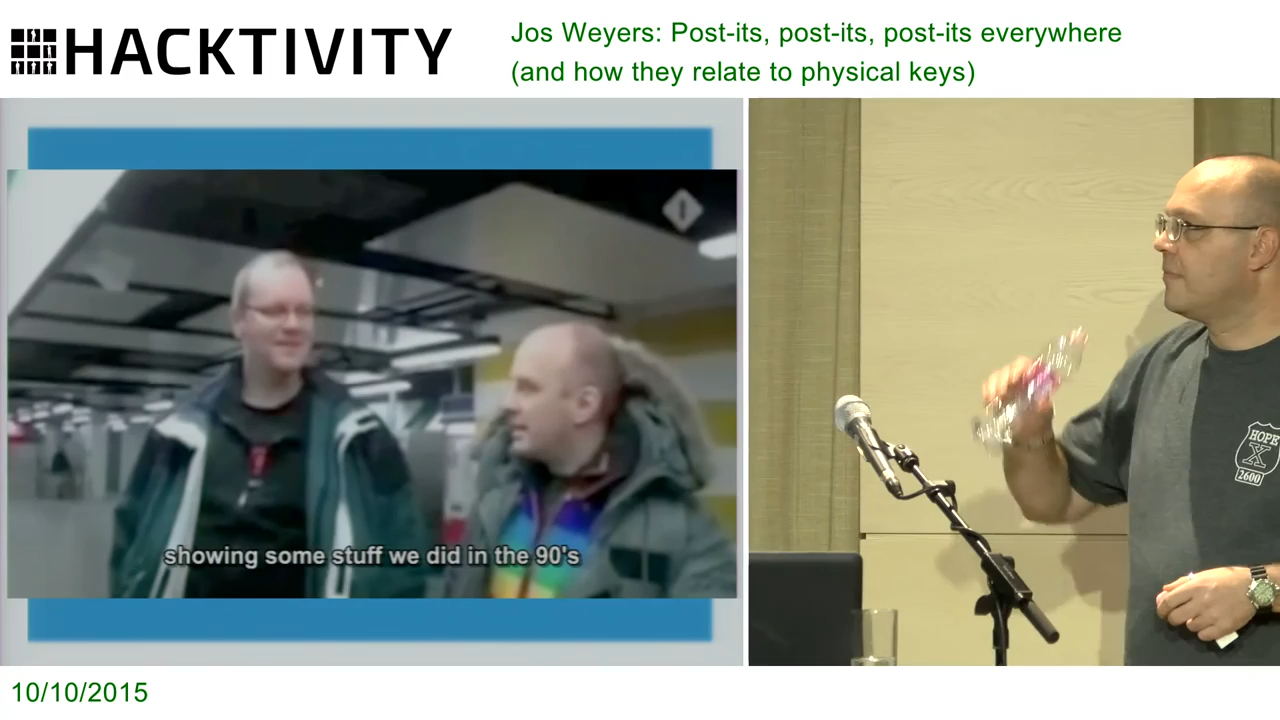 HACKTIVITY
Jos Weyers: Post-its, post-its, post-its everywhere
(and how they relate to physical keys)
showing some stuff we did in the 90's
HOPE
X
2600
10/10/2015